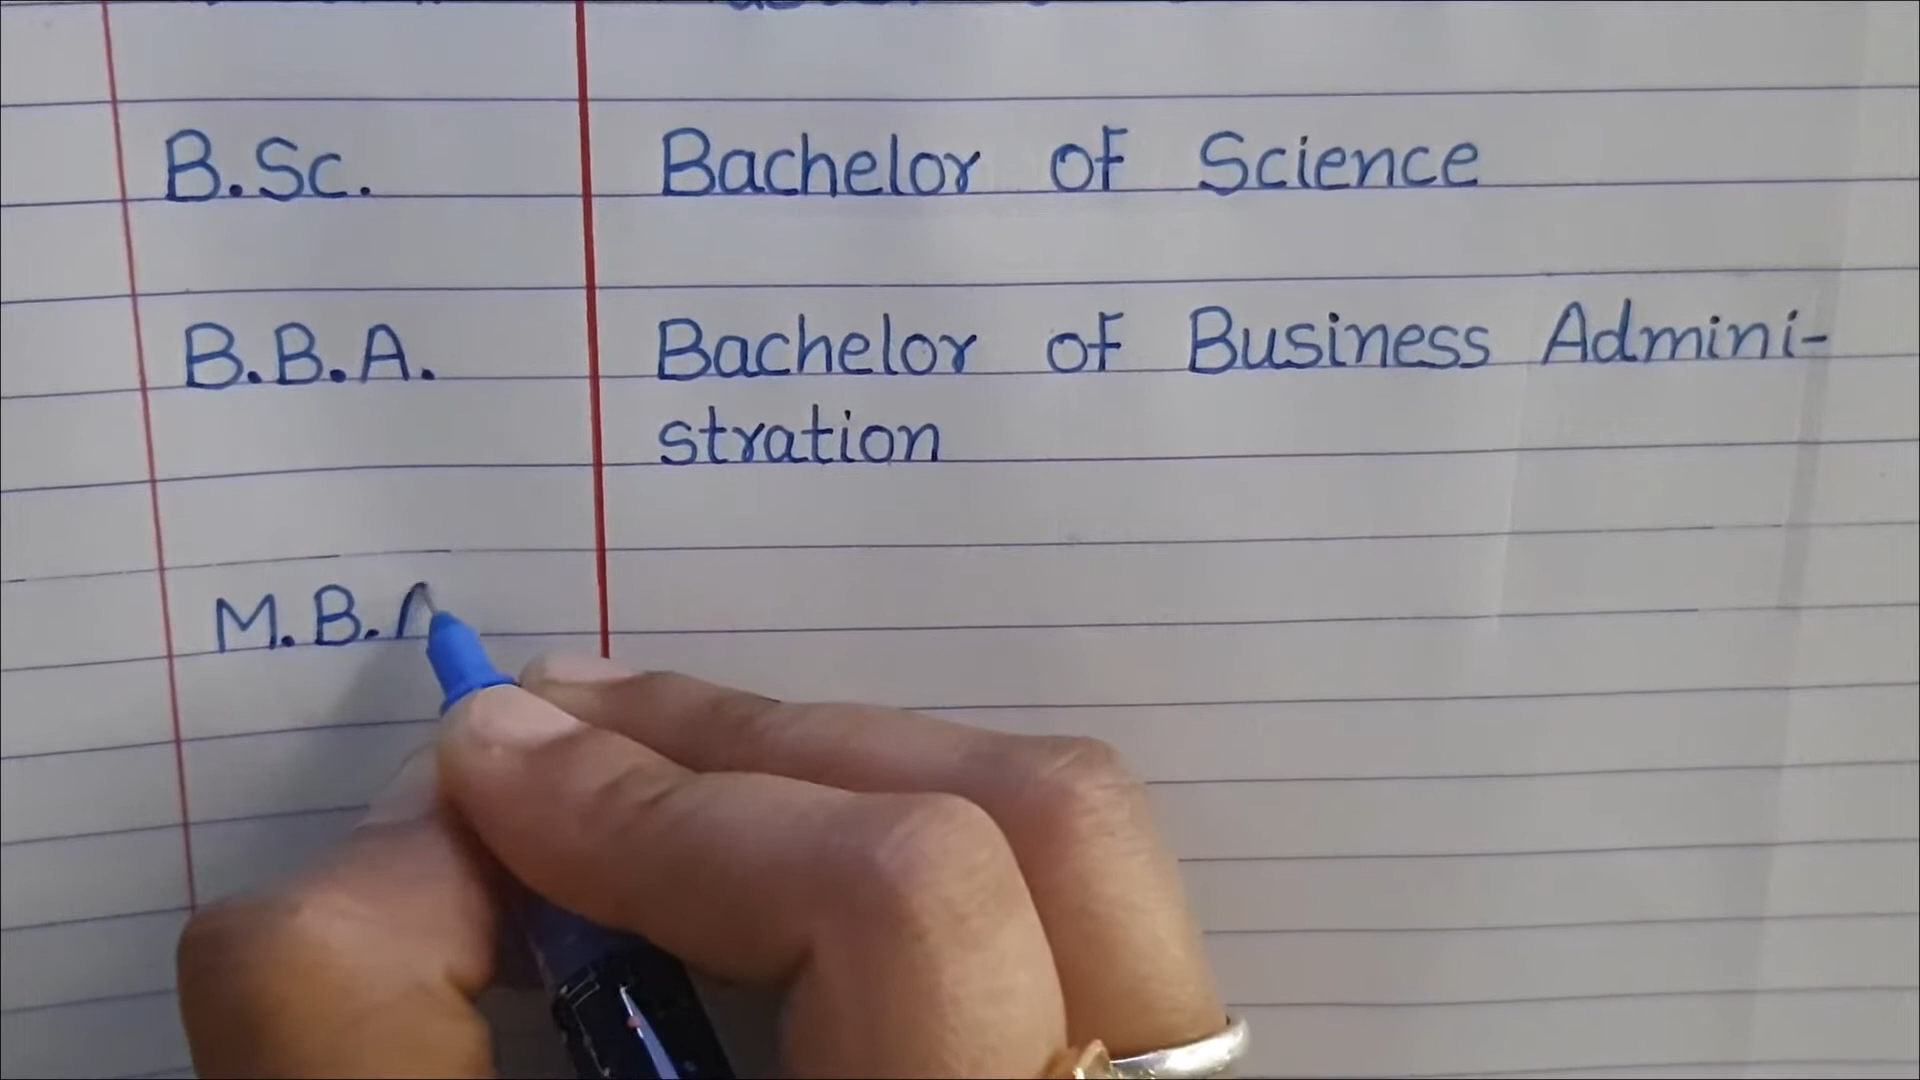 B.Sc. Bachelor of Science
B.B.A. Bachelor of Business Admini-
stration
M.B.